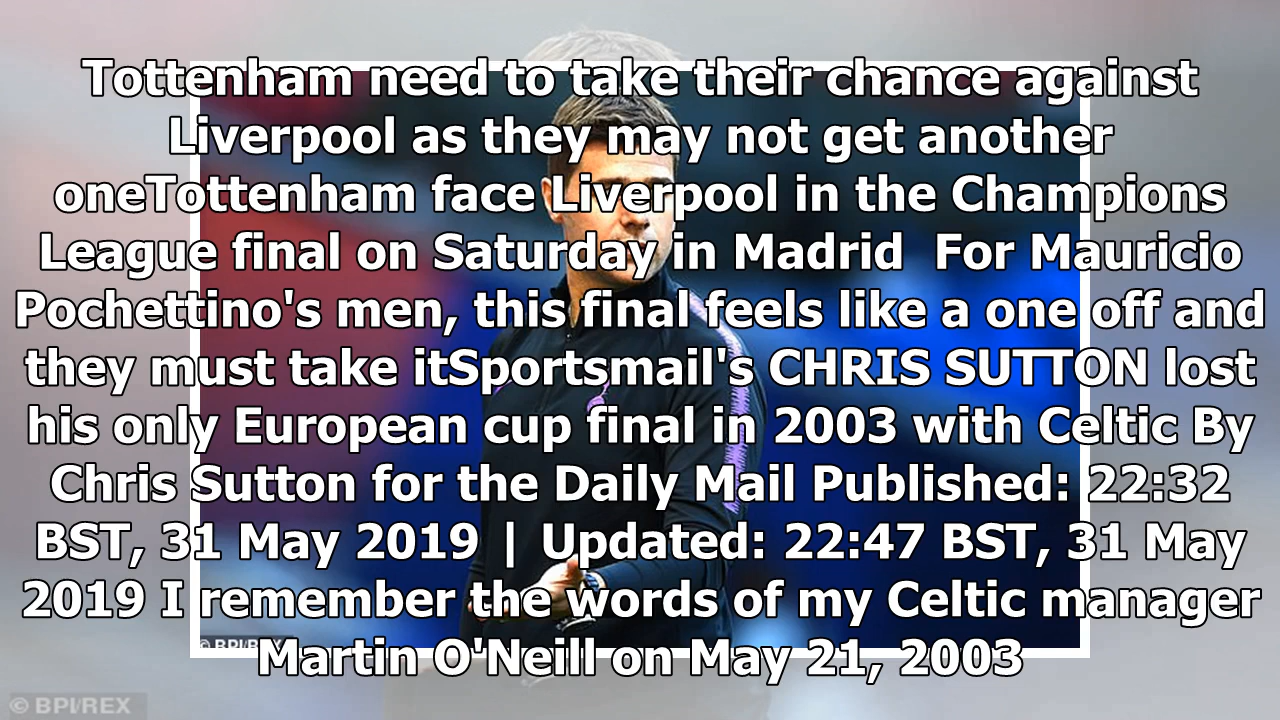 Tottenham need to take their chance against
Liverpool as they may not get another
oneTottenham face Liverpool in the Champions
League final on Saturday in Madrid  For Mauricio
Pochettino's men, this final feels like a one off and
they must take itSportsmail's CHRIS SUTTON lost
his only European cup final in 2003 with Celtic By
Chris Sutton for the Daily Mail Published: 22:32
BST, 31 May 2019 | Updated: 22:47 BST, 31 May
2019 I remember the words of my Celtic manager
© BPI/REX
Martin O'Neill on May 21, 2003
© BPI/REX